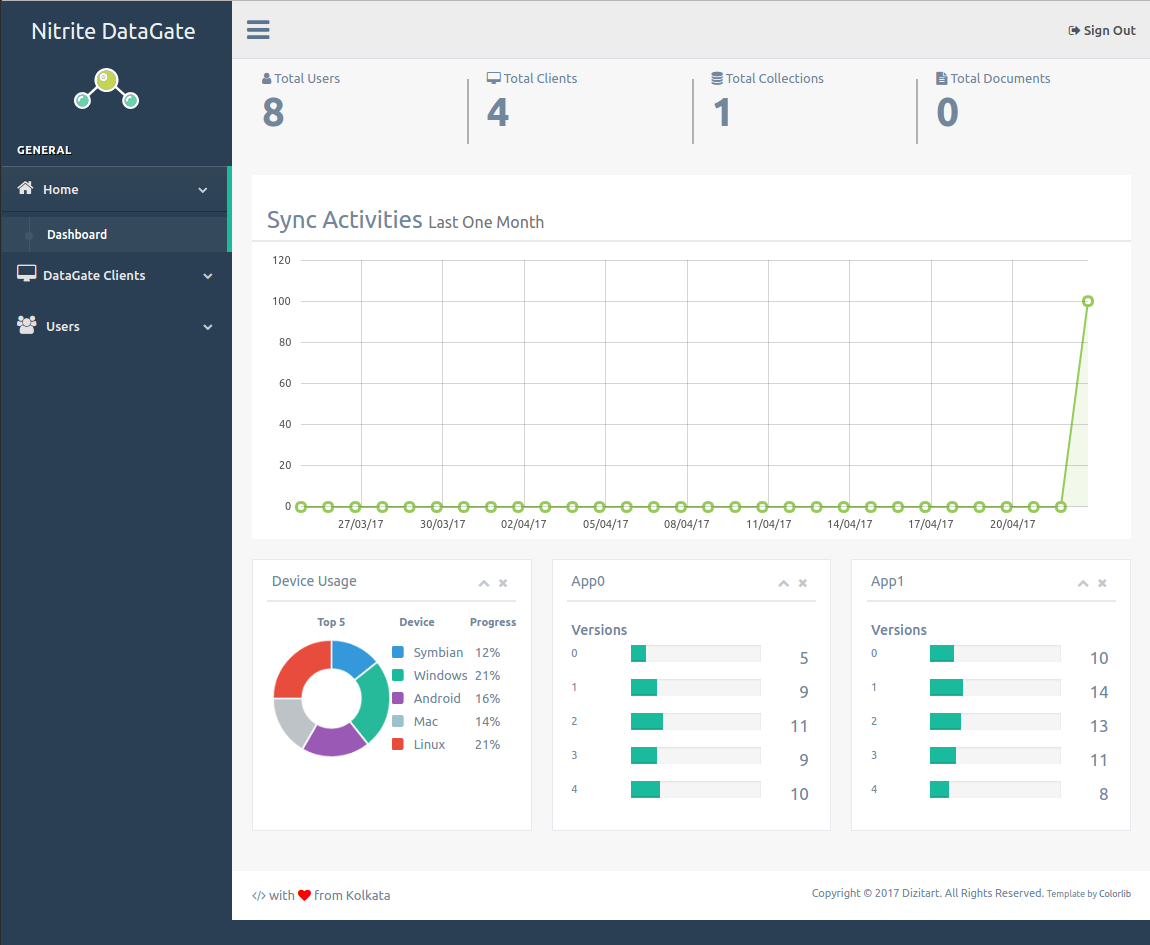 Nitrite DataGate
GENERAL
Home
Dashboard
DataGate Clients
Users
Sign Out
Total Users
8
Total Clients
4
Total Collections
1
Total Documents
0
Sync Activities Last One Month
120
100
80
60
40
20
0
27/03/17 30/03/17 02/04/17 05/04/17 08/04/17 11/04/17 14/04/17 17/04/17 20/04/17
Device Usage
Top 5 Device Progress
Symbian 12%
Windows 21%
Android 16%
Mac 14%
Linux 21%
App0
Versions
0 5
1 9
2 11
3 9
4 10
App1
Versions
0 10
1 14
2 13
3 11
4 8
</> with ❤ from Kolkata
Copyright © 2017 Dizitart. All Rights Reserved. Template by Colorlib